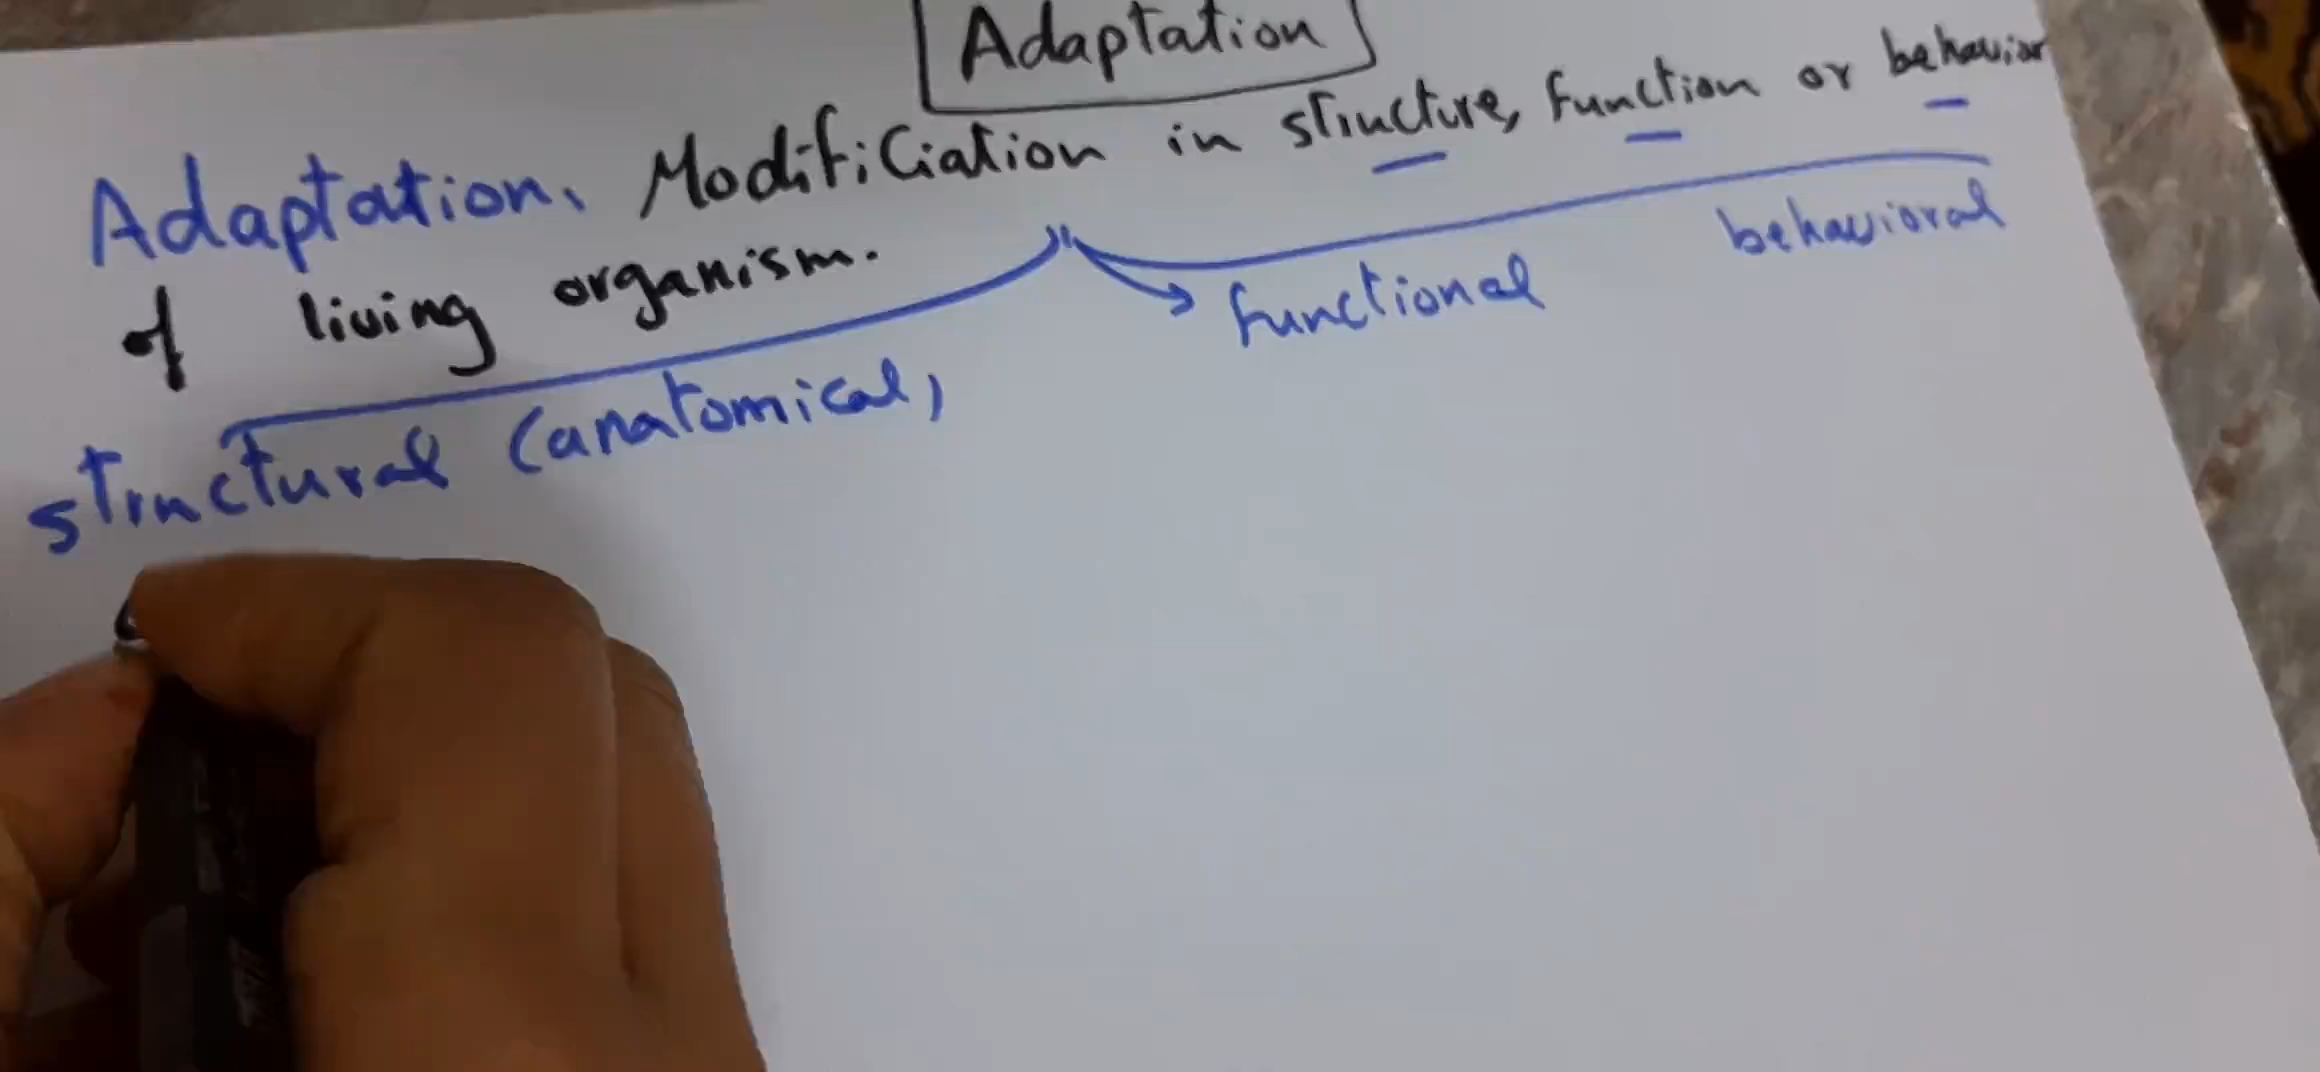 Adaptation
Adaptation, Modificiation in structure, function or behavior
of living organism.
behavioral
functional
structural (anatomical)